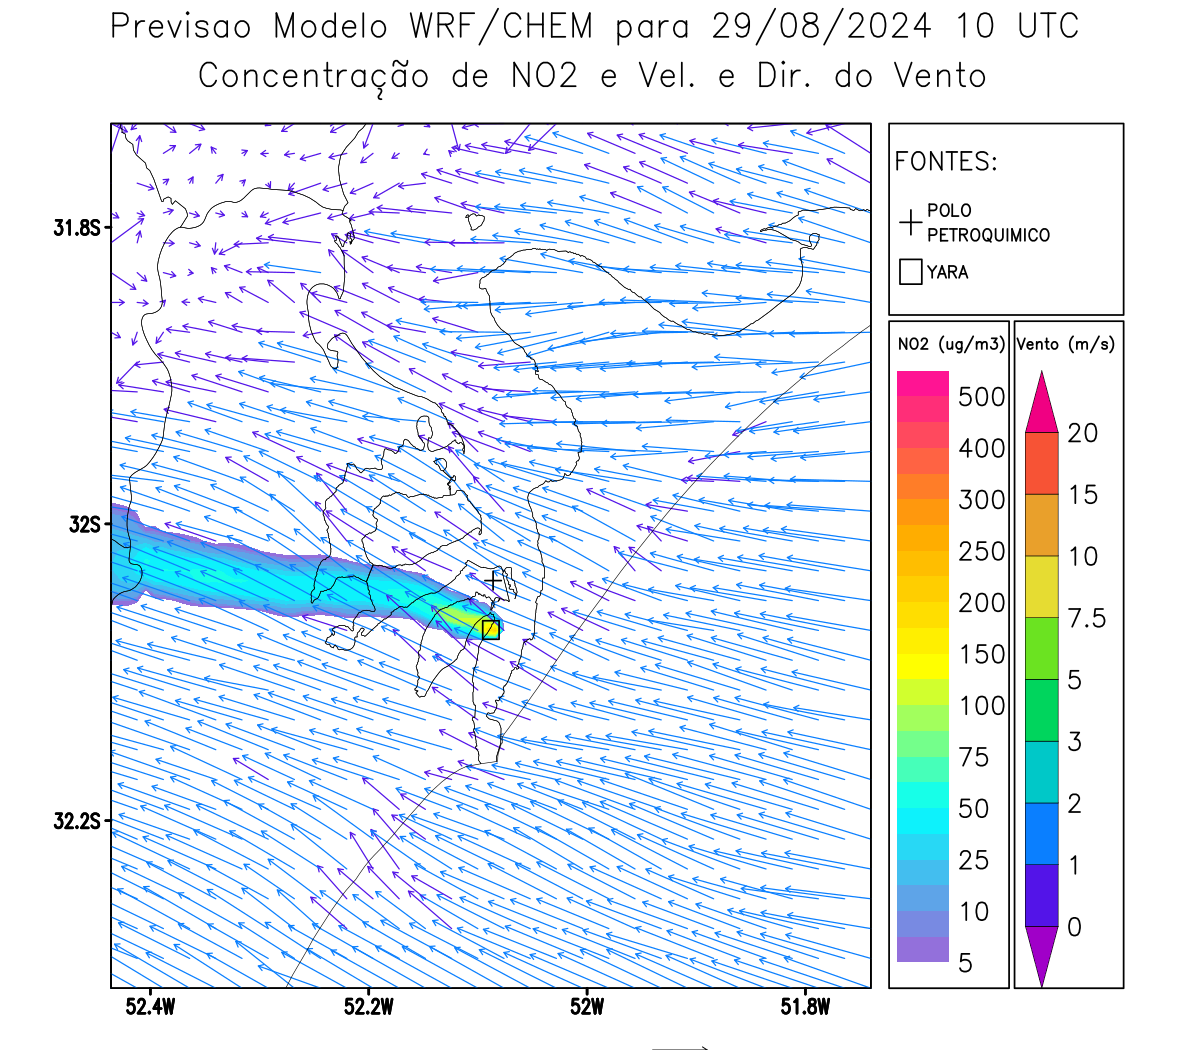 Previsao Modelo WRF/CHEM para 29/08/2024 10 UTC
Concentração de NO2 e Vel. e Dir. do Vento
FONTES:
POLO
PETROQUIMICO
YARA
NO2 (ug/m3)
500
400
300
250
200
150
100
75
50
25
10
5
Vento (m/s)
20
15
10
7.5
5
3
2
1
0
31.8S
32S
32.2S
52.4W
52.2W
52W
51.8W